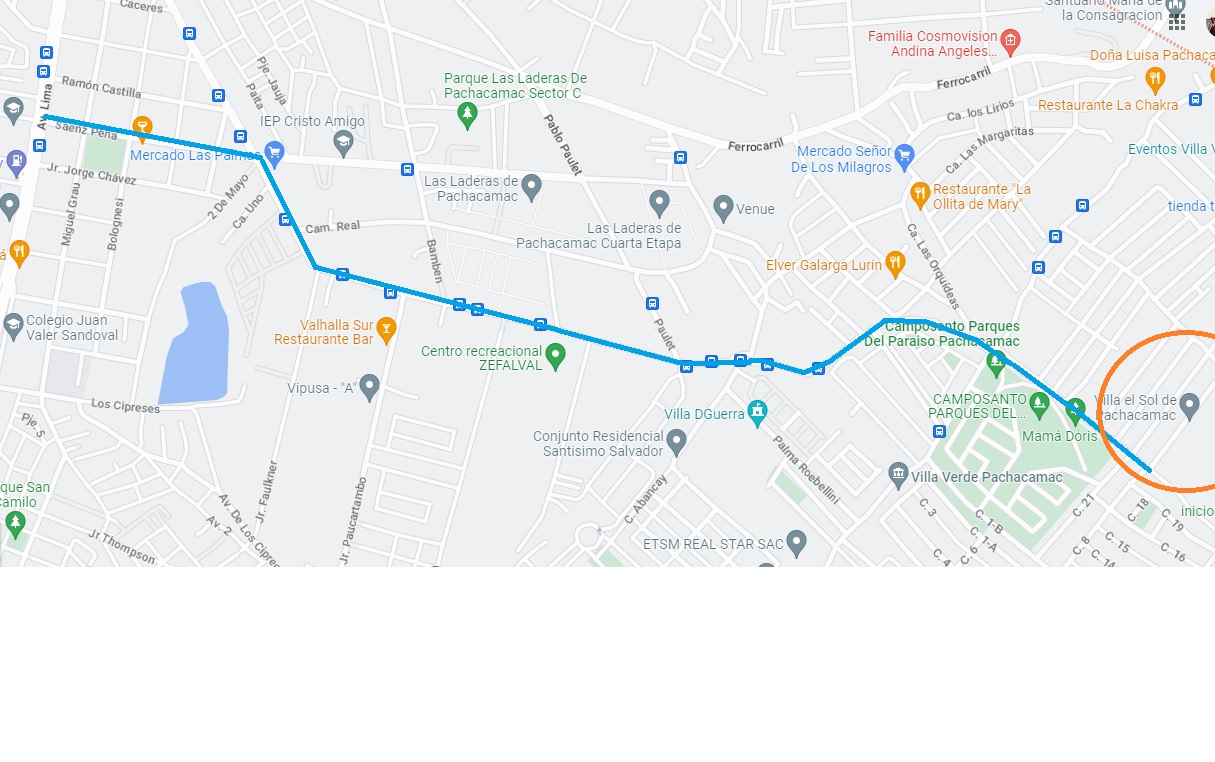 Caceres
Santuario María de
la Consagracion
Familia Cosmovision
Andina Angeles...
Doña Luisa Pachaca
Ferrocarril
Restaurante La Chakra
Pje. Jauja
Paita
Parque Las Laderas De
Pachacamac Sector C
Ramón Castilla
Av. Lima
Saenz Peña
IEP Cristo Amigo
Pablo Paulet
Ca. los Lirios
Ca. Las Margaritas
Ferrocarril
Mercado Señor
De Los Milagros
Eventos Villa V
Mercado Las Palmas
Jr. Jorge Chávez
Las Laderas de
Pachacamac
2 De Mayo
Ca. Uno
Miguel Grau
Bolognesi
Restaurante "La
Ollita de Mary"
tienda t
Venue
Las Laderas de
Pachacamac Cuarta Etapa
Cam. Real
Bamben
Ca. Las Orquídeas
á
Elver Galarga Lurin
Colegio Juan
Valer Sandoval
Valhalla Sur
Restaurante Bar
Paulet
Camposanto Parques
Del Paraiso Pachacamac
Centro recreacional
ZEFALVAL
Vipusa - "A"
Los Cipreses
Pje. 5
Villa DGuerra
CAMPOSANTO
PARQUES DEL...
Villa el Sol de
Pachacamac
Mamá Doris
Conjunto Residencial
Santisimo Salvador
Palma Roebellini
Villa Verde Pachacamac
que San
Camilo
Jr. Faulkner
Jr. Paucartambo
C. Abancay
Av. De Los Cipres
Av. 2
Jr Thompson
ETSM REAL STAR SAC
C. 3
C. 1-B
C. 1-A
C. 6
C. 4
C. 21
C. 18
C. 19
C. 8
C. 15
C. 14
C. 16
inicio